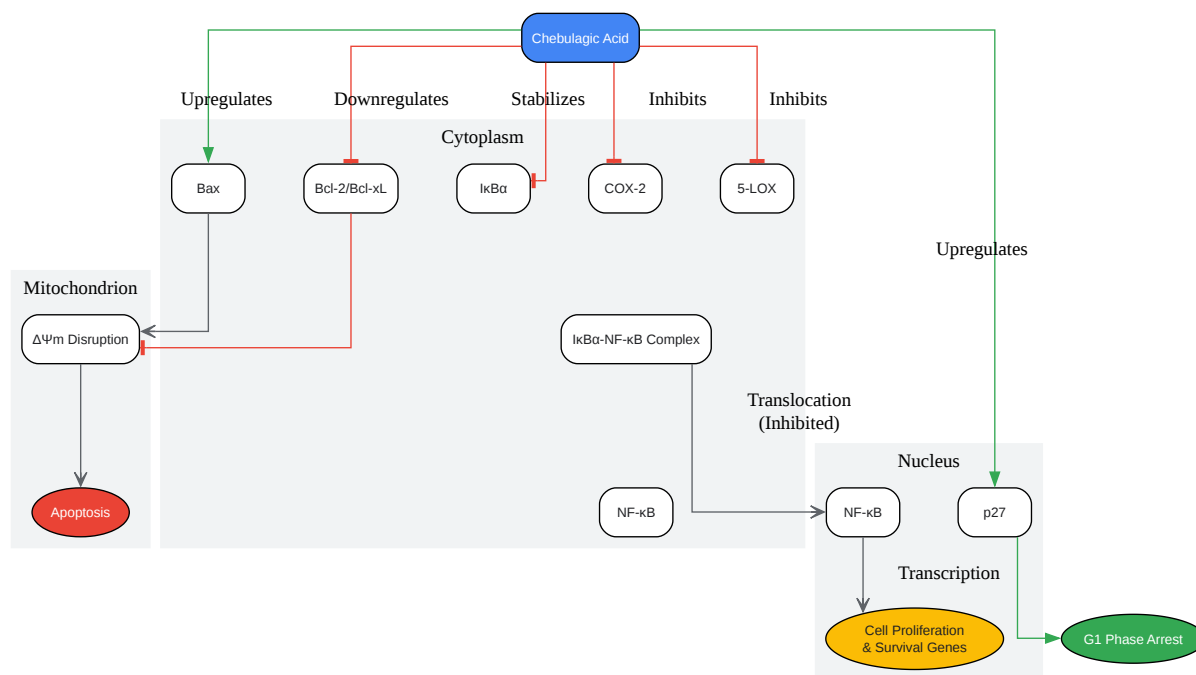 Chebulagic Acid
Upregulates
Downregulates
Stabilizes
Inhibits
Inhibits
Cytoplasm
Bax
Bcl-2/Bcl-xL
IκBα
COX-2
5-LOX
Upregulates
Mitochondrion
ΔΨm Disruption
IκBα-NF-κB Complex
Translocation
(Inhibited)
Nucleus
Apoptosis
NF-κB
NF-κB
p27
Transcription
Cell Proliferation
& Survival Genes
G1 Phase Arrest